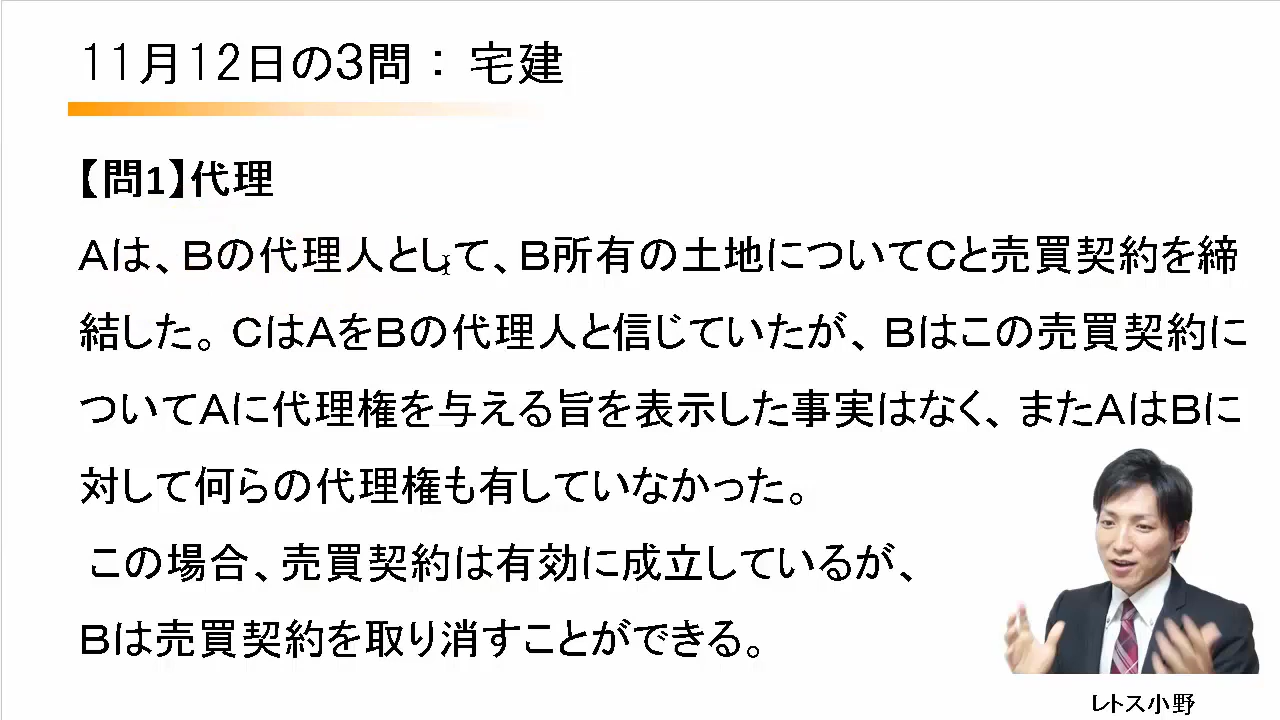 11月12日の3問： 宅建
【問1】代理
Ａは、Ｂの代理人として、Ｂ所有の土地についてＣと売買契約を締
結した。ＣはＡをＢの代理人と信じていたが、Ｂはこの売買契約に
ついてＡに代理権を与える旨を表示した事実はなく、またＡはＢに
対して何らの代理権も有していなかった。
この場合、売買契約は有効に成立しているが、
Ｂは売買契約を取り消すことができる。
レトス小野